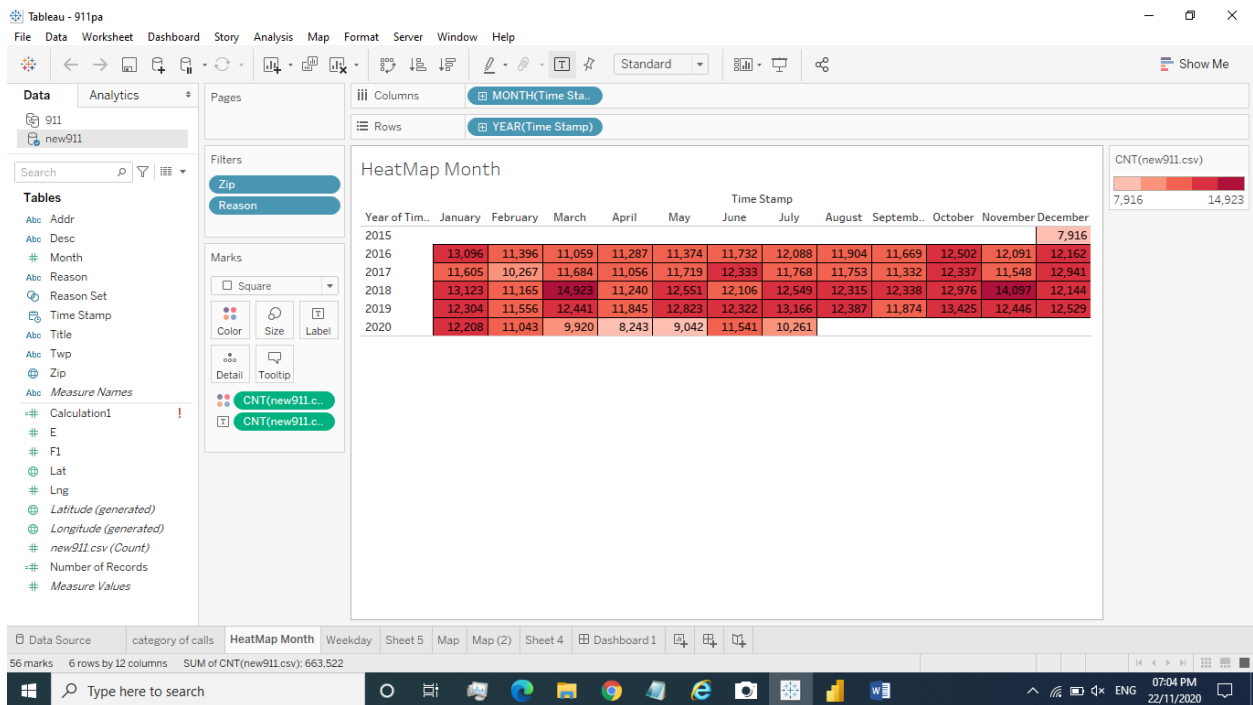 Tableau - 911pa
File Data Worksheet Dashboard Story Analysis Map Format Server Window Help
Standard
Show Me
Data Analytics
911
new911
Search
Tables
Abc Addr
Abc Desc
# Month
Abc Reason
Reason Set
Time Stamp
Abc Title
Abc Twp
Zip
Abc Measure Names
=# Calculation1 !
# E
# F1
Lat
# Lng
Latitude (generated)
Longitude (generated)
# new911.csv (Count)
=# Number of Records
# Measure Values
Pages
Filters
Zip
Reason
Marks
Square
Color Size Label
Detail Tooltip
CNT(new911.c..
CNT(new911.c..
Columns MONTH(Time Sta..
Rows YEAR(Time Stamp)
HeatMap Month
Time Stamp
Year of Tim.. January February March April May June July August Septemb.. October November December
2015 7,916
2016 13,096 11,396 11,059 11,287 11,374 11,732 12,088 11,904 11,669 12,502 12,091 12,162
2017 11,605 10,267 11,684 11,056 11,719 12,333 11,768 11,753 11,332 12,337 11,548 12,941
2018 13,123 11,165 14,923 11,240 12,551 12,106 12,549 12,315 12,338 12,976 14,097 12,144
2019 12,304 11,556 12,441 11,845 12,823 12,322 13,166 12,387 11,874 13,425 12,446 12,529
2020 12,208 11,043 9,920 8,243 9,042 11,541 10,261
CNT(new911.csv)
7,916 14,923
Data Source category of calls HeatMap Month Weekday Sheet 5 Map Map (2) Sheet 4 Dashboard 1
56 marks 6 rows by 12 columns SUM of CNT(new911.csv): 663,522
Type here to search
ENG
07:04 PM
22/11/2020